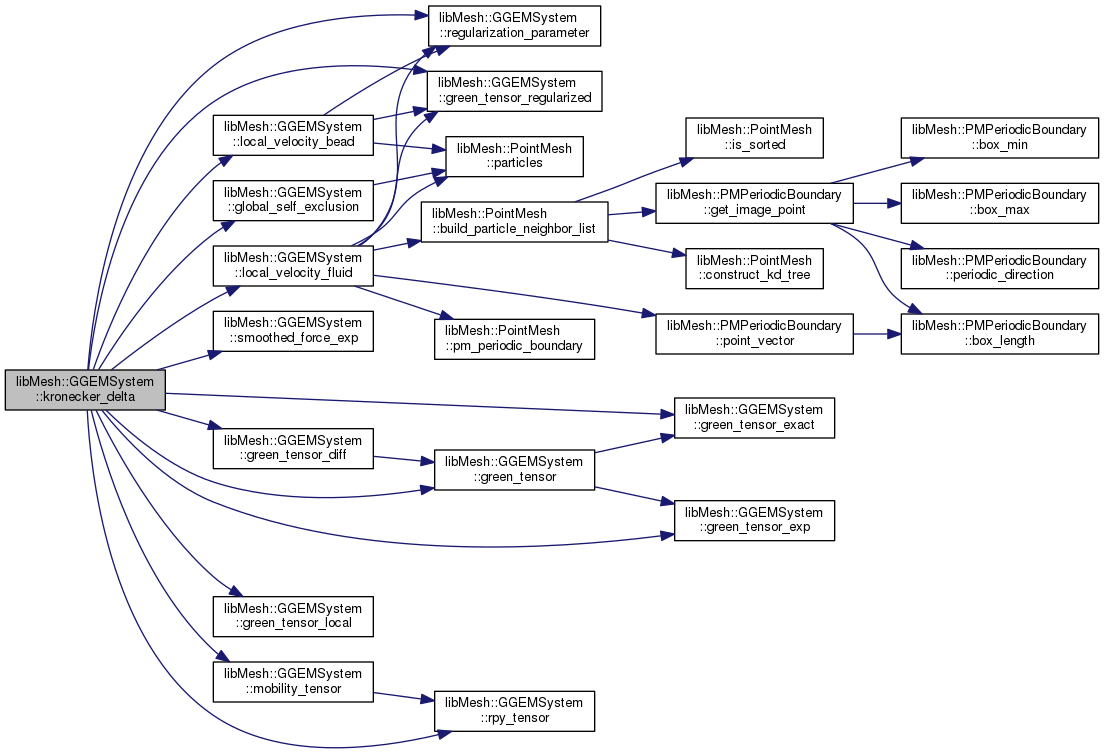 libMesh::GGEMSystem
::regularization_parameter
libMesh::GGEMSystem
::green_tensor_regularized
libMesh::GGEMSystem
::local_velocity_bead
libMesh::PointMesh
::is_sorted
libMesh::PMPeriodicBoundary
::box_min
libMesh::PointMesh
::particles
libMesh::GGEMSystem
::global_self_exclusion
libMesh::PMPeriodicBoundary
::get_image_point
libMesh::PMPeriodicBoundary
::box_max
libMesh::PointMesh
::build_particle_neighbor_list
libMesh::GGEMSystem
::local_velocity_fluid
libMesh::PointMesh
::construct_kd_tree
libMesh::PMPeriodicBoundary
::periodic_direction
libMesh::GGEMSystem
::smoothed_force_exp
libMesh::PointMesh
::pm_periodic_boundary
libMesh::PMPeriodicBoundary
::point_vector
libMesh::PMPeriodicBoundary
::box_length
libMesh::GGEMSystem
::kronecker_delta
libMesh::GGEMSystem
::green_tensor_exact
libMesh::GGEMSystem
::green_tensor_diff
libMesh::GGEMSystem
::green_tensor
libMesh::GGEMSystem
::green_tensor_exp
libMesh::GGEMSystem
::green_tensor_local
libMesh::GGEMSystem
::mobility_tensor
libMesh::GGEMSystem
::rpy_tensor